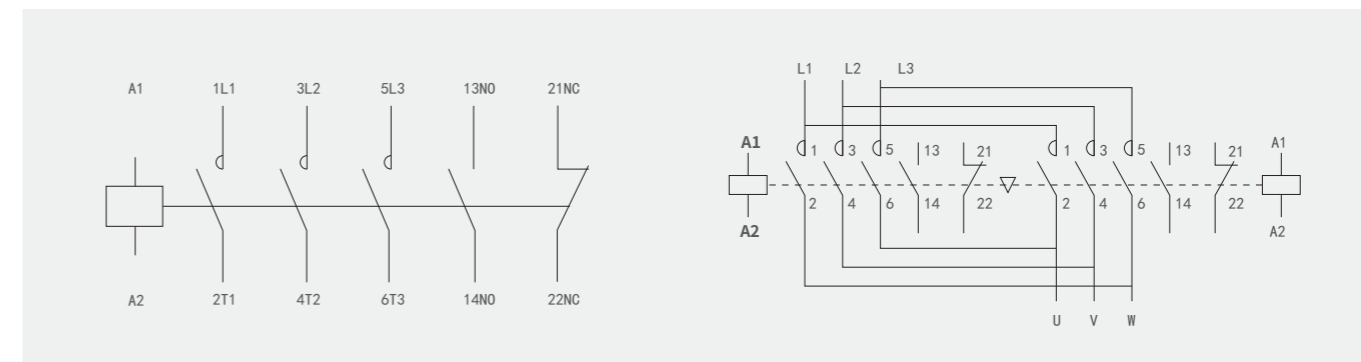 A1 1L1 3L2 5L3 13NO 21NC
A2 2T1 4T2 6T3 14NO 22NC
L1 L2 L3
A1 1 3 5 13 21 1 3 5 13 21 A1
2 4 6 14 22 2 4 6 14 22
A2 A2
U V W